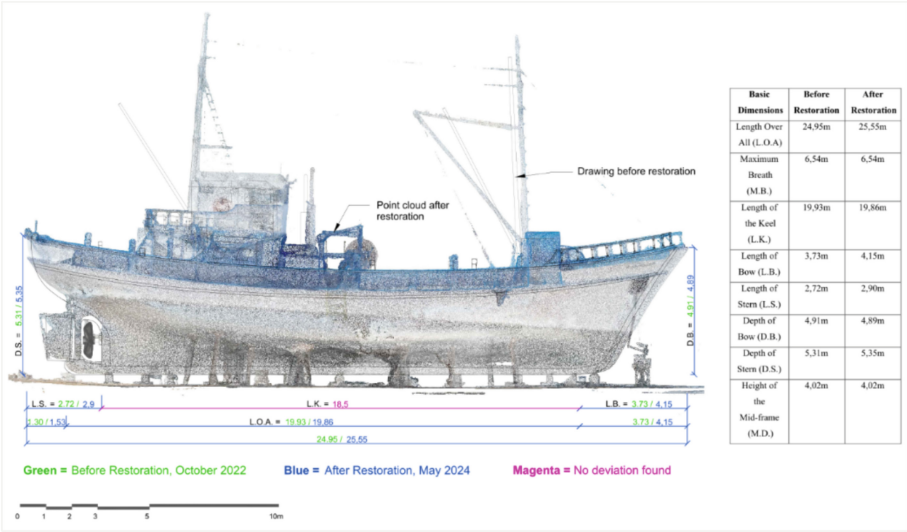 Drawing before restoration
Point cloud after
restoration
D.S. = 5.31 / 5,35
D.B. = 4.91 / 4,89
L.S. = 2.72 / 2,9
L.K. = 18,5
L.B. = 3.73 / 4,15
1.30 / 1,53
L.O.A. = 19.93 / 19,86
3.73 / 4,15
24.95 / 25,55
Green = Before Restoration, October 2022
Blue = After Restoration, May 2024
Magenta = No deviation found
0 1 2 3 5 10m
Basic Before After
Dimensions Restoration Restoration
Length Over 24,95m 25,55m
All (L.O.A)
Maximum 6,54m 6,54m
Breath
(M.B.)
Length of 19,93m 19,86m
the Keel
(L.K.)
Length of 3,73m 4,15m
Bow (L.B.)
Length of 2,72m 2,90m
Stern (L.S.)
Depth of 4,91m 4,89m
Bow (D.B.)
Depth of 5,31m 5,35m
Stern (D.S.)
Height of 4,02m 4,02m
the
Mid-frame
(M.D.)